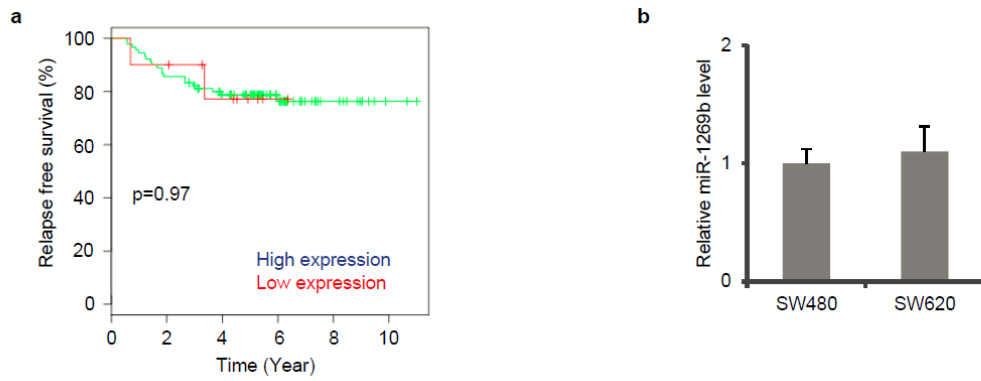 a
Relapse free survival (%)
100
80
60
40
80
0
p=0.97
High expression
Low expression
0 2 4 6 8 10
Time (Year)
b
Relative miR-1269b level
2
1
0
SW480 SW620